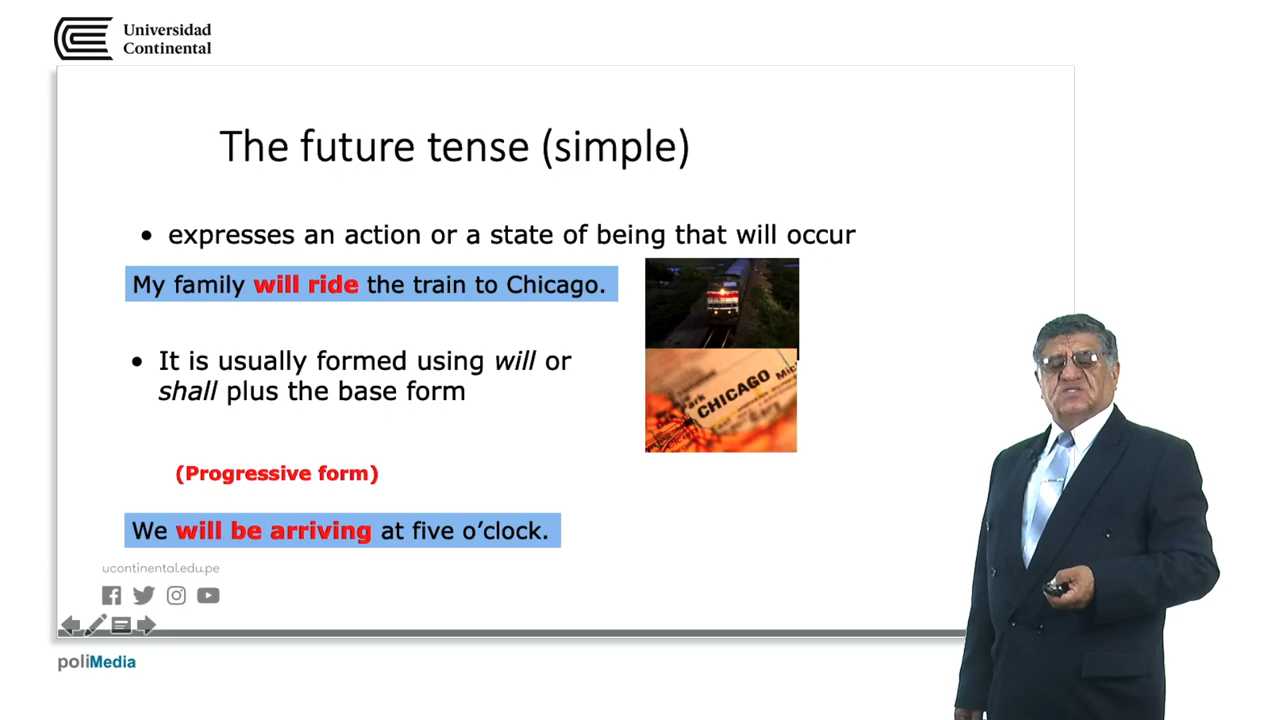 Universidad
Continental
The future tense (simple)
• expresses an action or a state of being that will occur
My family will ride the train to Chicago.
• It is usually formed using will or
shall plus the base form
CHICAGO
Park
(Progressive form)
We will be arriving at five o’clock.
ucontinental.edu.pe
poliMedia